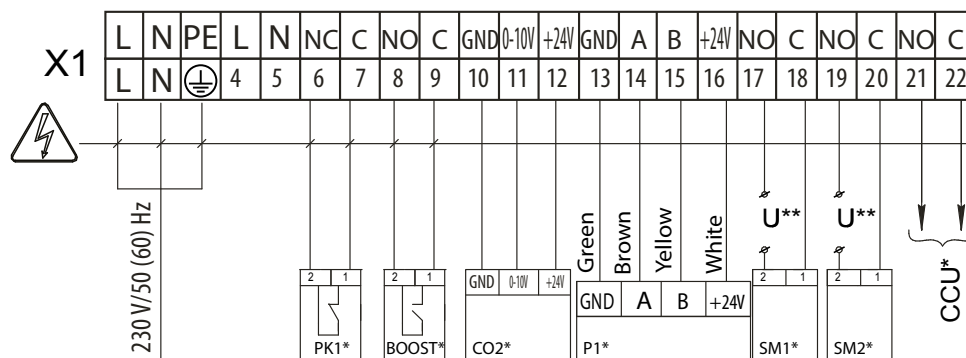 X1
L N PE L N NC C NO C GND 0-10V +24V GND A B +24V NO C NO C NO C
L N 4 5 6 7 8 9 10 11 12 13 14 15 16 17 18 19 20 21 22
230 V/50 (60) Hz
Green
Brown
Yellow
White
U**
U**
CCU*
2 1
PK1*
2 1
BOOST*
GND 0-10V +24V
CO2*
GND A B +24V
P1*
2 1
SM1*
2 1
SM2*